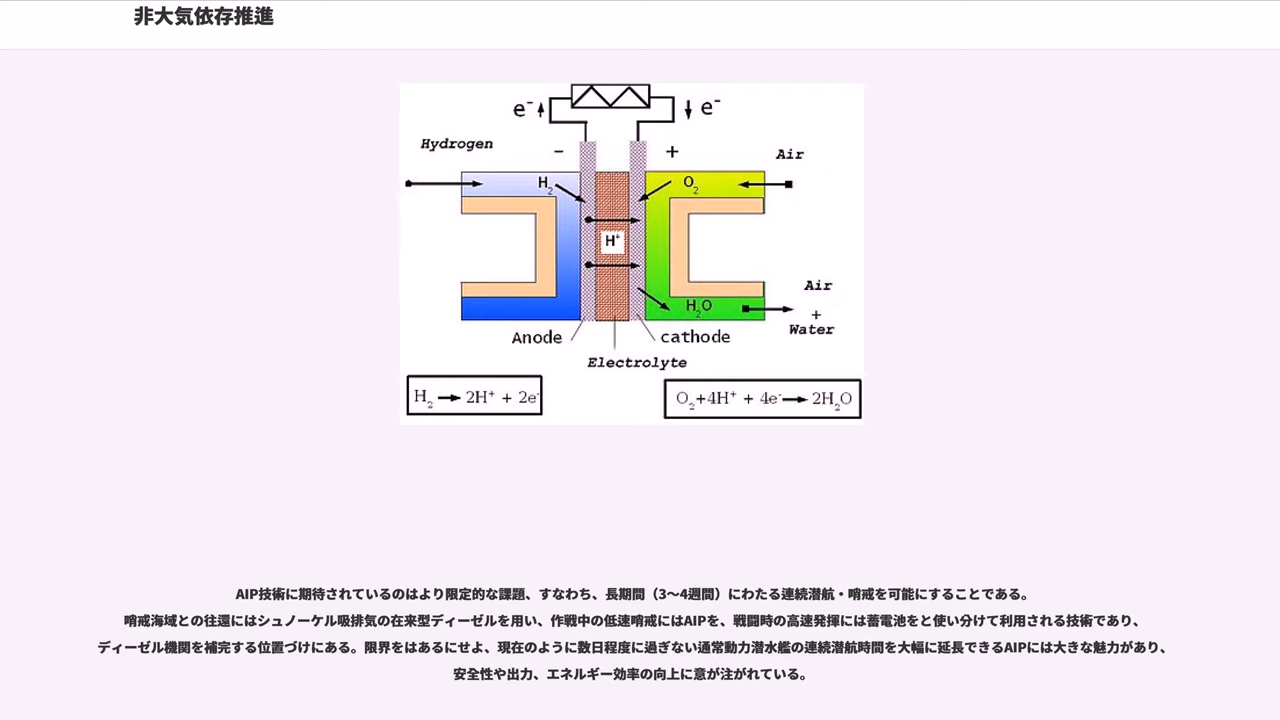 非大気依存推進
e⁻
e⁻
Hydrogen
−
+
Air
H₂
O₂
H⁺
H₂O
Air
+
Water
Anode
cathode
Electrolyte
H₂ → 2H⁺ + 2e⁻
O₂+4H⁺ + 4e⁻→ 2H₂O
AIP技術に期待されているのはより限定的な課題、すなわち、長期間（3〜4週間）にわたる連続潜航・哨戒を可能にすることである。
哨戒海域との往還にはシュノーケル吸排気の在来型ディーゼルを用い、作戦中の低速哨戒にはAIPを、戦闘時の高速発揮には蓄電池をと使い分けて利用される技術であり、
ディーゼル機関を補完する位置づけにある。限界をはあるにせよ、現在のように数日程度に過ぎない通常動力潜水艦の連続潜航時間を大幅に延長できるAIPには大きな魅力があり、
安全性や出力、エネルギー効率の向上に意が注がれている。